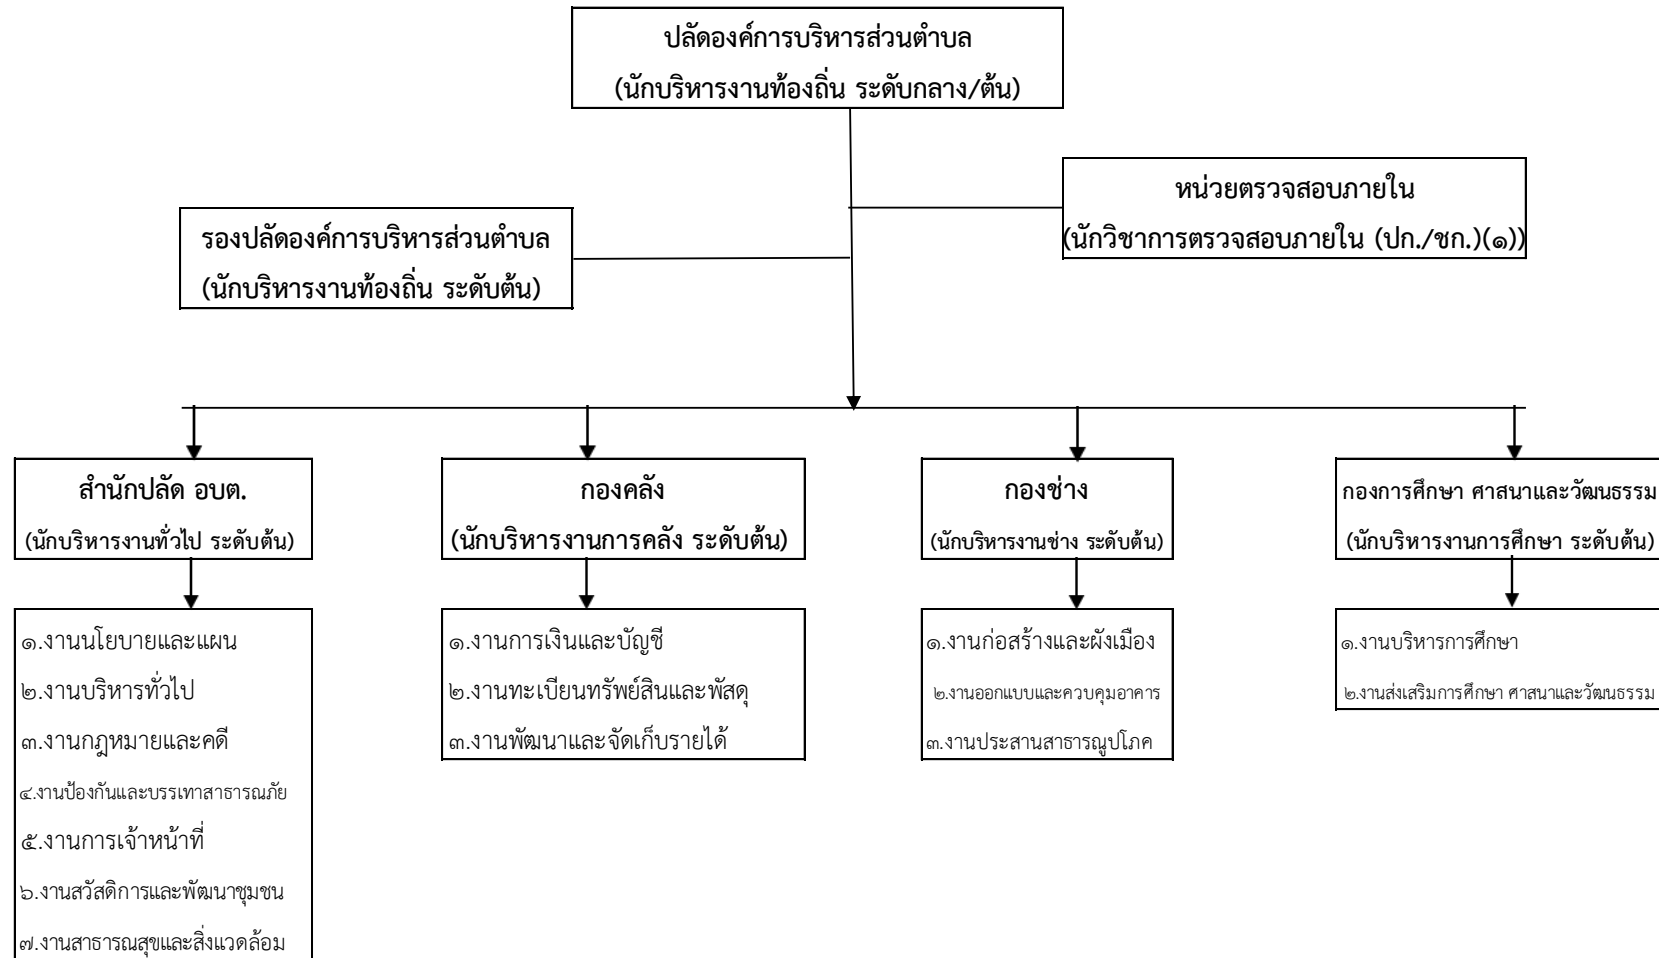 ปลัดองค์การบริหารส่วนตำบล
(นักบริหารงานท้องถิ่น ระดับกลาง/ต้น)
หน่วยตรวจสอบภายใน
(นักวิชาการตรวจสอบภายใน (ปก./ชก.)(๑))
รองปลัดองค์การบริหารส่วนตำบล
(นักบริหารงานท้องถิ่น ระดับต้น)
สำนักปลัด อบต.
(นักบริหารงานทั่วไป ระดับต้น)
กองคลัง
(นักบริหารงานการคลัง ระดับต้น)
กองช่าง
(นักบริหารงานช่าง ระดับต้น)
กองการศึกษา ศาสนาและวัฒนธรรม
(นักบริหารงานการศึกษา ระดับต้น)
๑.งานนโยบายและแผน
๒.งานบริหารทั่วไป
๓.งานกฎหมายและคดี
๔.งานป้องกันและบรรเทาสาธารณภัย
๕.งานการเจ้าหน้าที่
๖.งานสวัสดิการและพัฒนาชุมชน
๗.งานสาธารณสุขและสิ่งแวดล้อม
๑.งานการเงินและบัญชี
๒.งานทะเบียนทรัพย์สินและพัสดุ
๓.งานพัฒนาและจัดเก็บรายได้
๑.งานก่อสร้างและผังเมือง
๒.งานออกแบบและควบคุมอาคาร
๓.งานประสานสาธารณูปโภค
๑.งานบริหารการศึกษา
๒.งานส่งเสริมการศึกษา ศาสนาและวัฒนธรรม